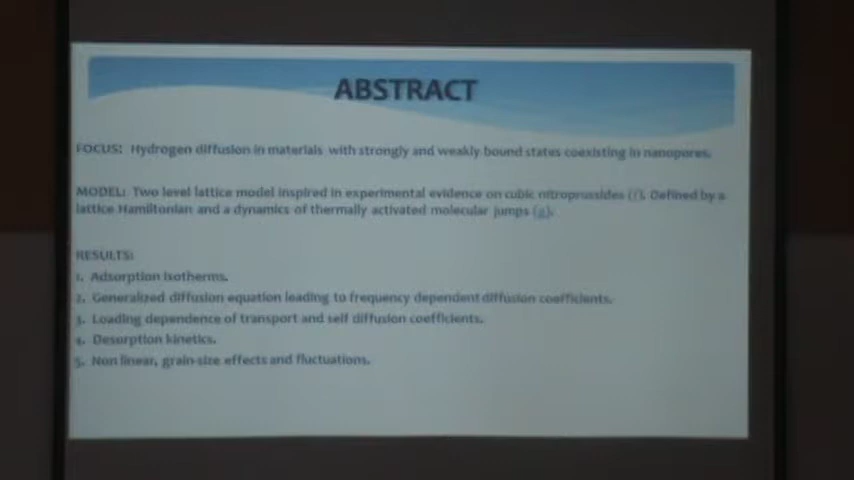 ABSTRACT
FOCUS: Hydrogen diffusion in materials with strongly and weakly bound states coexisting in nanopores.
MODEL: Two level lattice model inspired in experimental evidence on cubic nitroprussides (f). Defined by a
lattice Hamiltonian and a dynamics of thermally activated molecular jumps (g).
RESULTS:
1. Adsorption isotherms.
2. Generalized diffusion equation leading to frequency dependent diffusion coefficients.
3. Loading dependence of transport and self diffusion coefficients.
4. Desorption kinetics.
5. Non linear, grain-size effects and fluctuations.